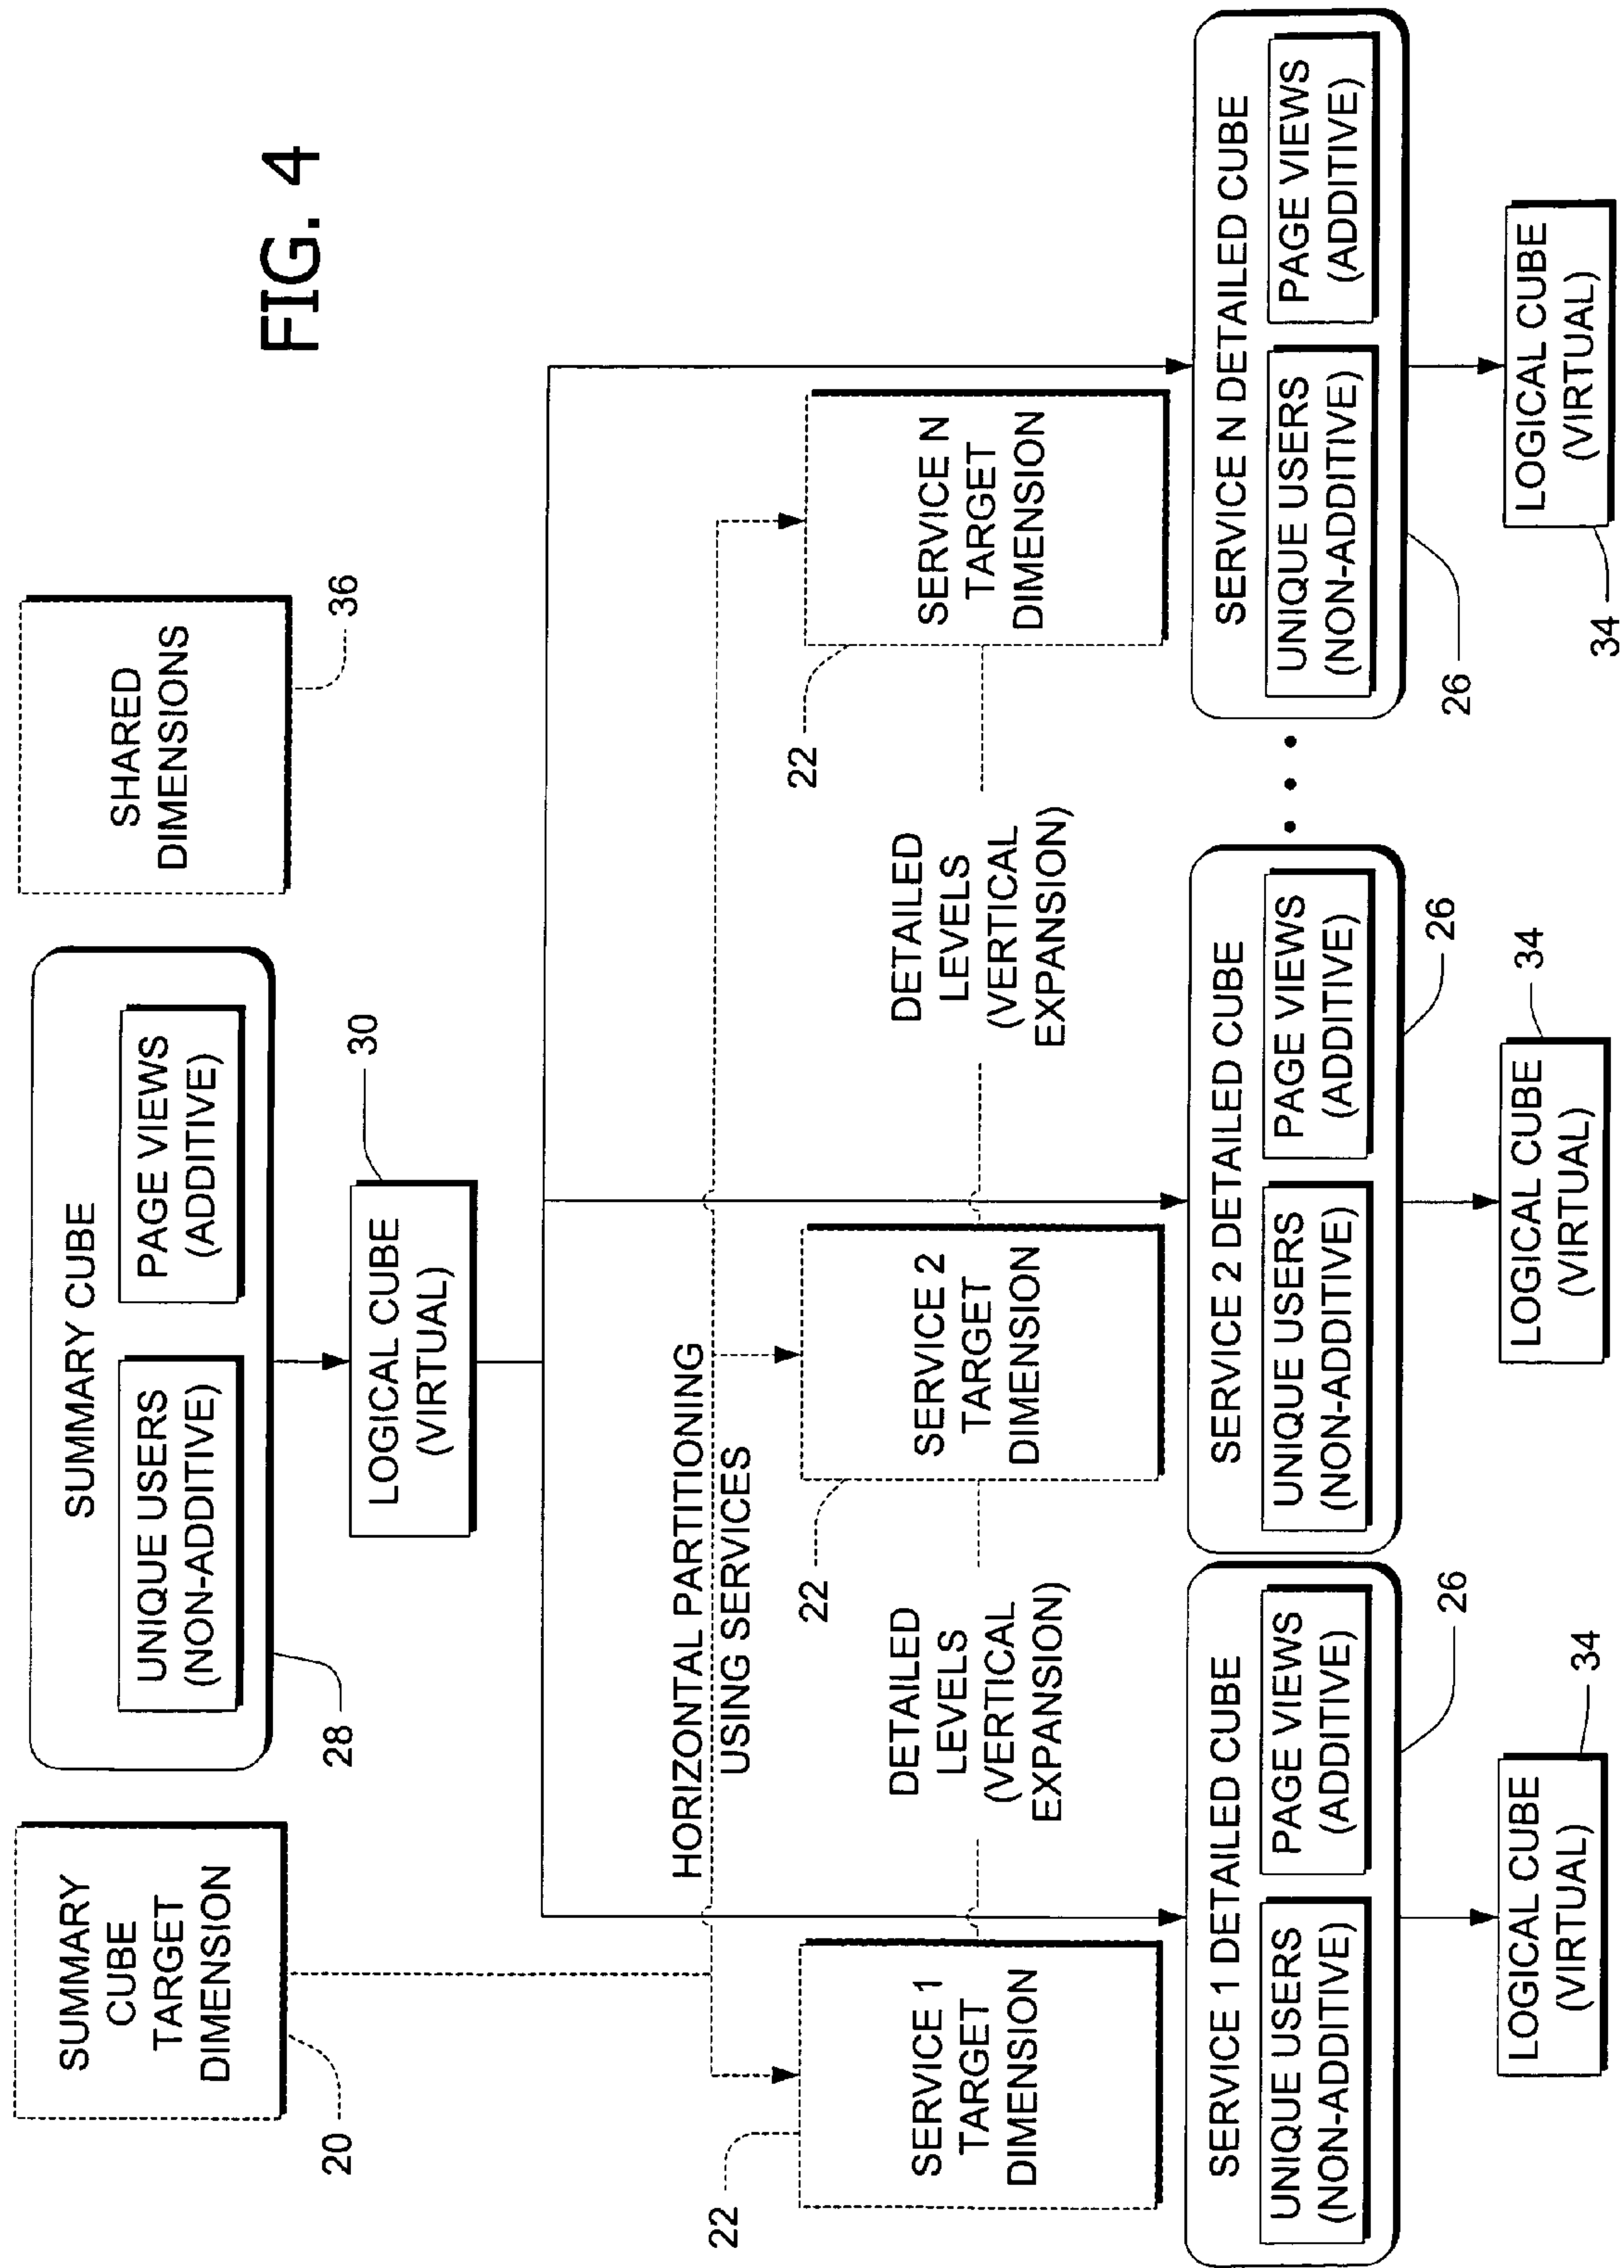 FIG. 4
SUMMARY
CUBE
TARGET
DIMENSION
20
SUMMARY CUBE
UNIQUE USERS
(NON-ADDITIVE)
PAGE VIEWS
(ADDITIVE)
28
SHARED
DIMENSIONS
36
LOGICAL CUBE
(VIRTUAL)
30
HORIZONTAL PARTITIONING
USING SERVICES
SERVICE 1
TARGET
DIMENSION
22
DETAILED
LEVELS
(VERTICAL
EXPANSION)
SERVICE 2
TARGET
DIMENSION
22
DETAILED
LEVELS
(VERTICAL
EXPANSION)
SERVICE N
TARGET
DIMENSION
22
SERVICE 1 DETAILED CUBE
UNIQUE USERS
(NON-ADDITIVE)
PAGE VIEWS
(ADDITIVE)
26
SERVICE 2 DETAILED CUBE
UNIQUE USERS
(NON-ADDITIVE)
PAGE VIEWS
(ADDITIVE)
26
SERVICE N DETAILED CUBE
UNIQUE USERS
(NON-ADDITIVE)
PAGE VIEWS
(ADDITIVE)
26
LOGICAL CUBE
(VIRTUAL)
34
LOGICAL CUBE
(VIRTUAL)
34
LOGICAL CUBE
(VIRTUAL)
34